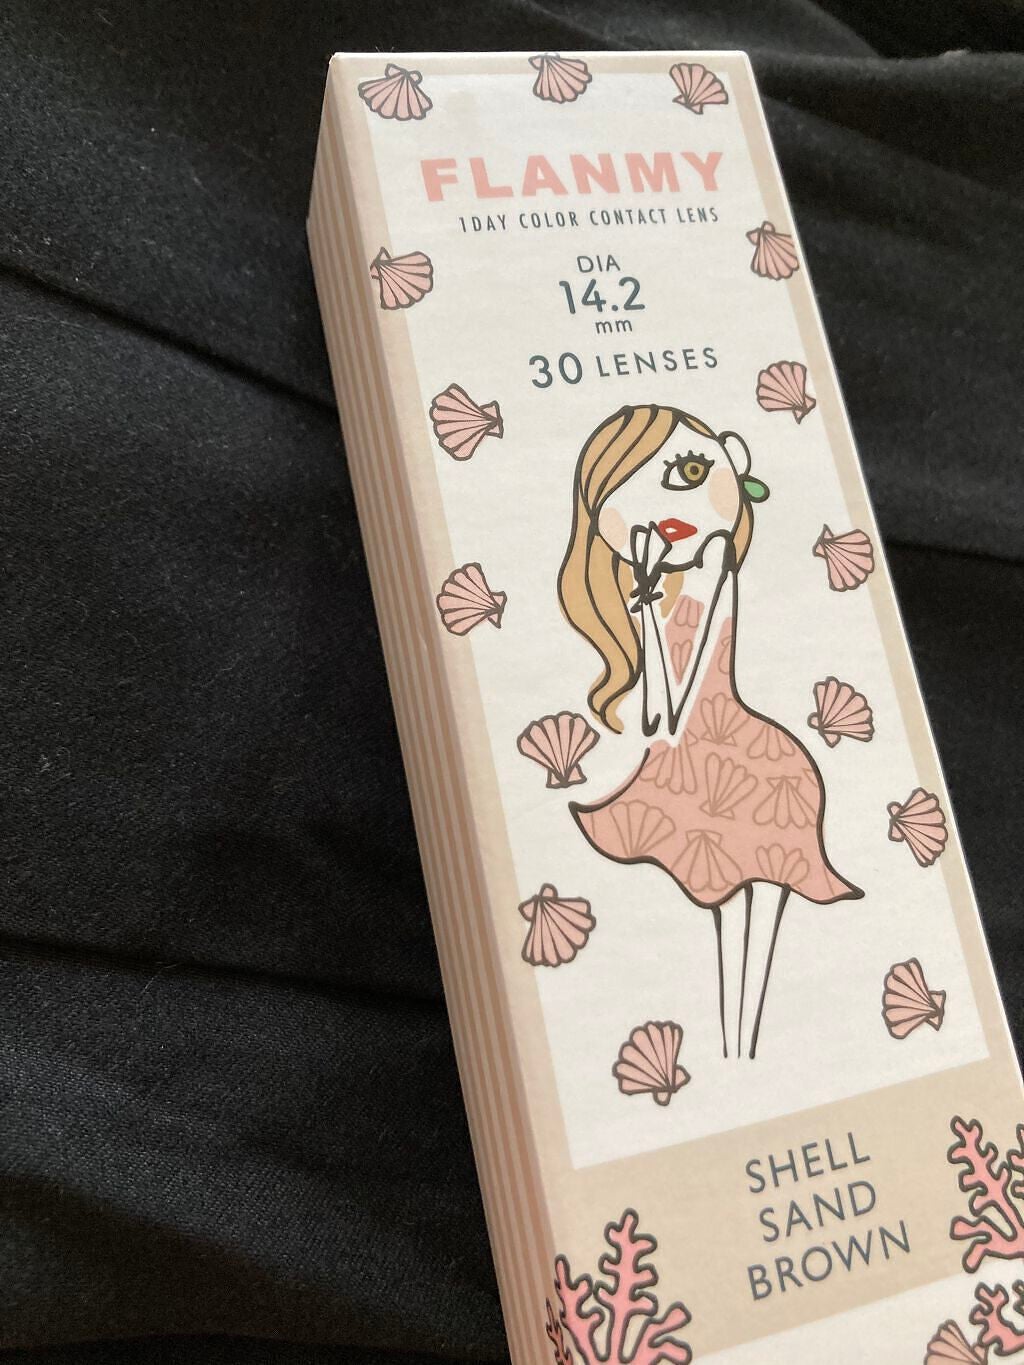 FLANMY
1DAY COLOR CONTACT LENS
DIA
14.2
mm
30 LENSES
SHELL
SAND
BROWN